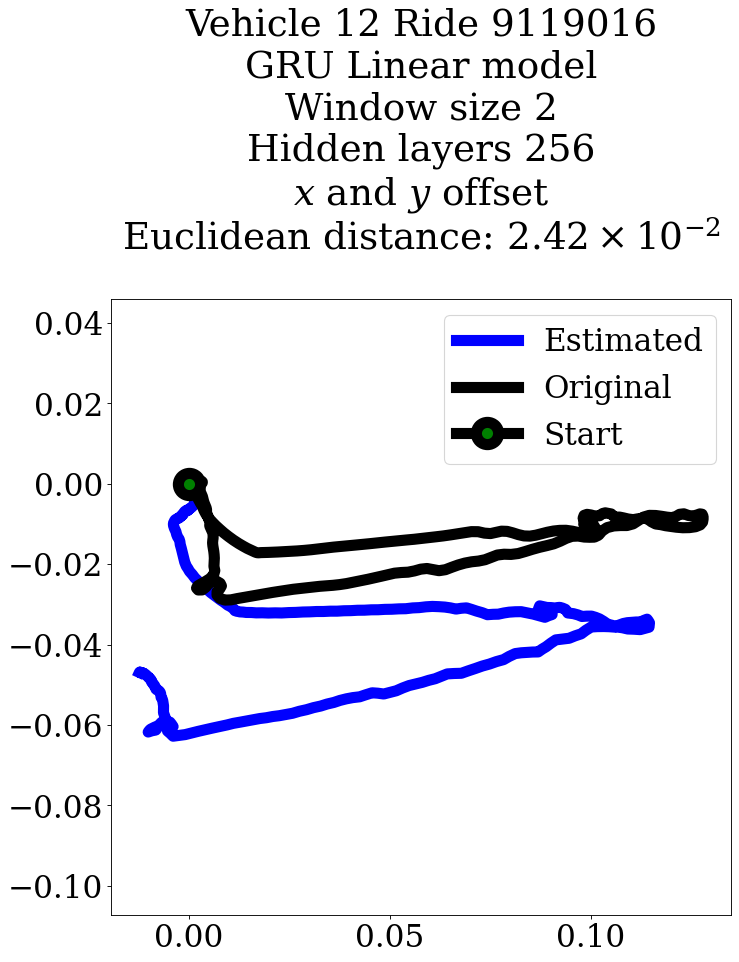 Vehicle 12 Ride 9119016
GRU Linear model
Window size 2
Hidden layers 256
x and y offset
Euclidean distance: 2.42 × 10⁻²
Estimated
Original
Start
0.04
0.02
0.00
−0.02
−0.04
−0.06
−0.08
−0.10
0.00 0.05 0.10